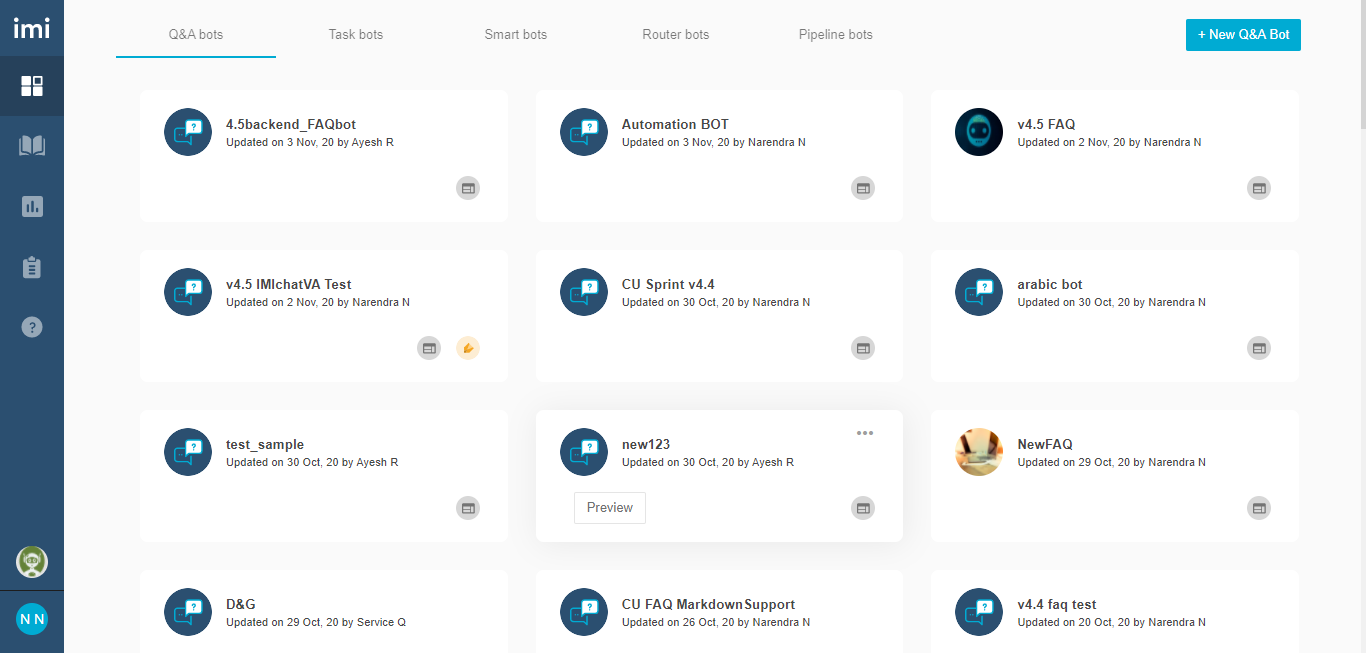 imi
Q&A bots
Task bots
Smart bots
Router bots
Pipeline bots
+ New Q&A Bot
4.5backend_FAQbot
Updated on 3 Nov, 20 by Ayesh R
Automation BOT
Updated on 3 Nov, 20 by Narendra N
v4.5 FAQ
Updated on 2 Nov, 20 by Narendra N
v4.5 IMIchatVA Test
Updated on 2 Nov, 20 by Narendra N
CU Sprint v4.4
Updated on 30 Oct, 20 by Narendra N
arabic bot
Updated on 30 Oct, 20 by Narendra N
test_sample
Updated on 30 Oct, 20 by Ayesh R
new123
Updated on 30 Oct, 20 by Ayesh R
Preview
NewFAQ
Updated on 29 Oct, 20 by Narendra N
D&G
Updated on 29 Oct, 20 by Service Q
CU FAQ MarkdownSupport
Updated on 26 Oct, 20 by Narendra N
v4.4 faq test
Updated on 20 Oct, 20 by Narendra N
N N